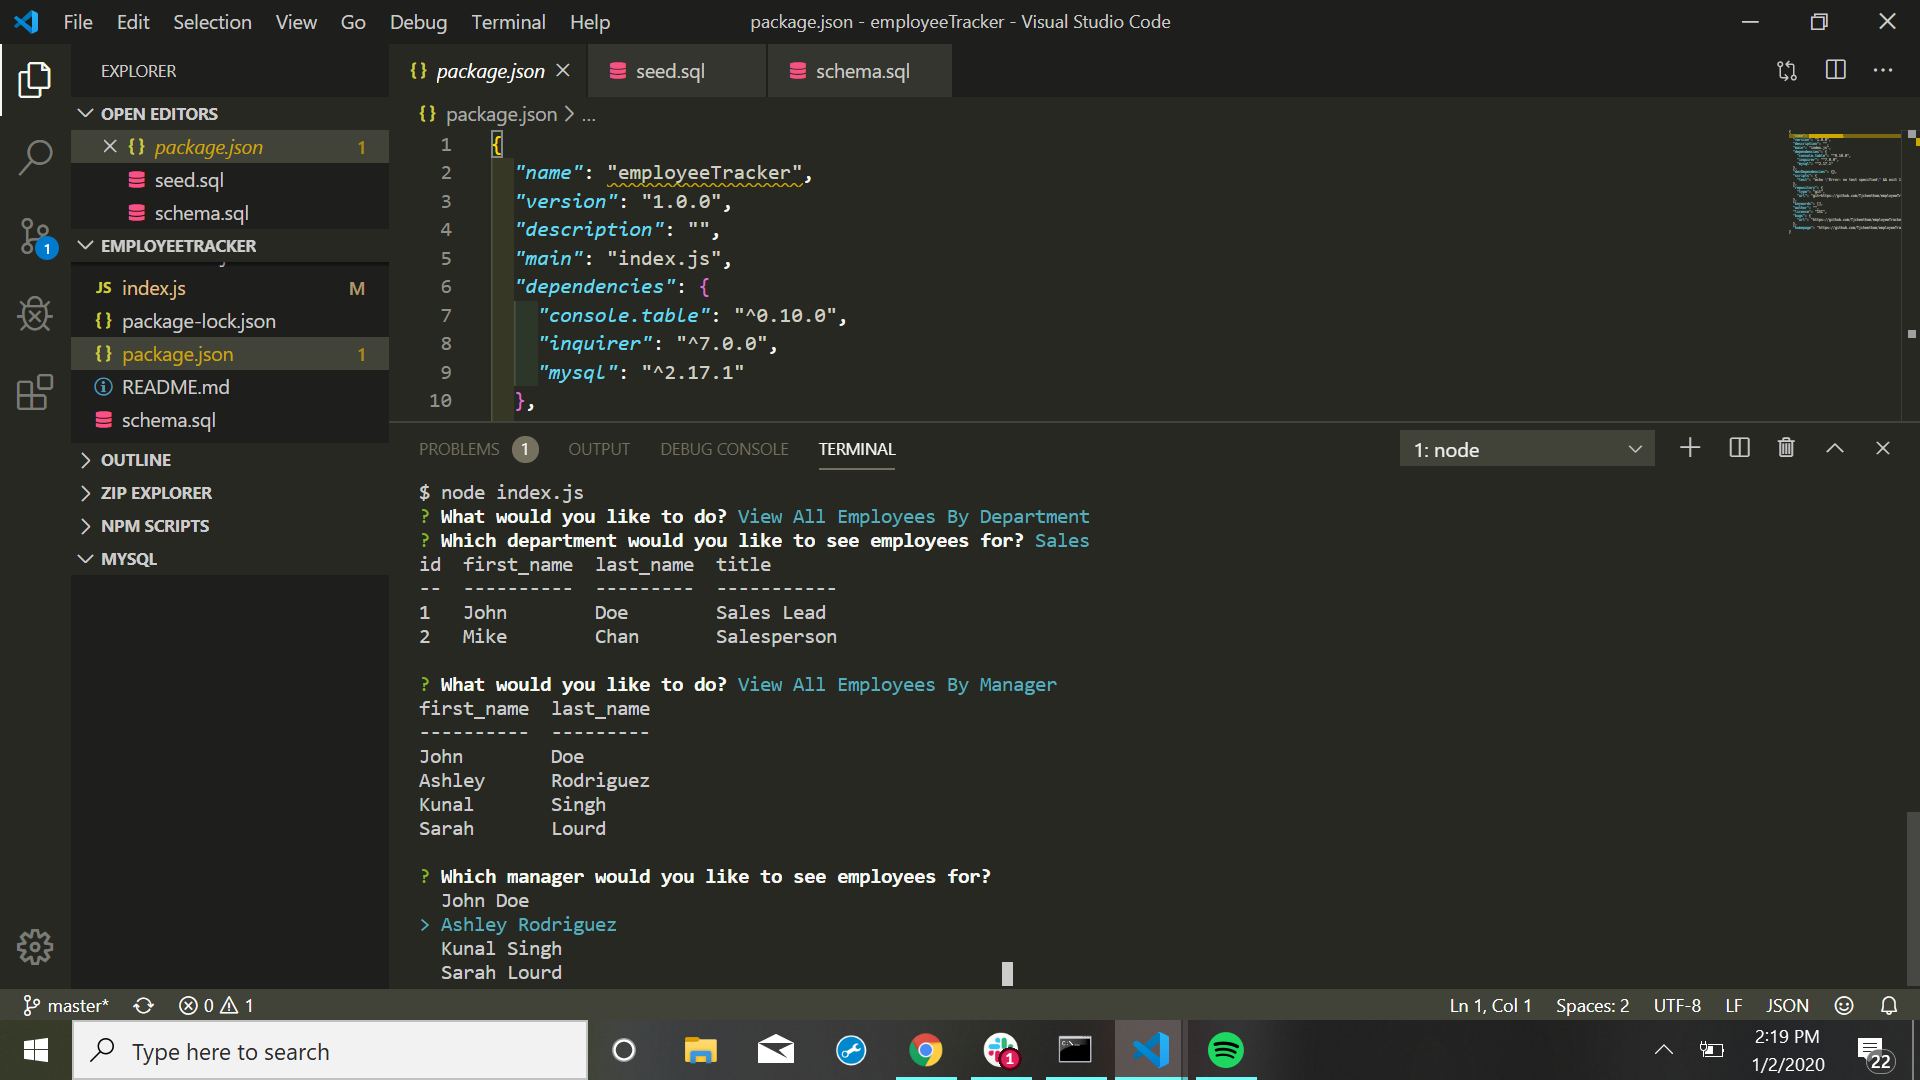 File Edit Selection View Go Debug Terminal Help
package.json - employeeTracker - Visual Studio Code
EXPLORER
OPEN EDITORS
{} package.json 1
seed.sql
schema.sql
1
EMPLOYEETRACKER
JS index.js M
{} package-lock.json
{} package.json 1
README.md
schema.sql
OUTLINE
ZIP EXPLORER
NPM SCRIPTS
MYSQL
{} package.json
seed.sql
schema.sql
{} package.json > ...
1 {
2 "name": "employeeTracker",
3 "version": "1.0.0",
4 "description": "",
5 "main": "index.js",
6 "dependencies": {
7 "console.table": "^0.10.0",
8 "inquirer": "^7.0.0",
9 "mysql": "^2.17.1"
10 },
PROBLEMS 1 OUTPUT DEBUG CONSOLE TERMINAL
1: node
$ node index.js
? What would you like to do? View All Employees By Department
? Which department would you like to see employees for? Sales
id first_name last_name title
-- ---------- --------- -----------
1 John Doe Sales Lead
2 Mike Chan Salesperson
? What would you like to do? View All Employees By Manager
first_name last_name
---------- ---------
John Doe
Ashley Rodriguez
Kunal Singh
Sarah Lourd
? Which manager would you like to see employees for?
John Doe
> Ashley Rodriguez
Kunal Singh
Sarah Lourd
master* 0 1
Ln 1, Col 1 Spaces: 2 UTF-8 LF JSON
Type here to search
1
2:19 PM
1/2/2020
22